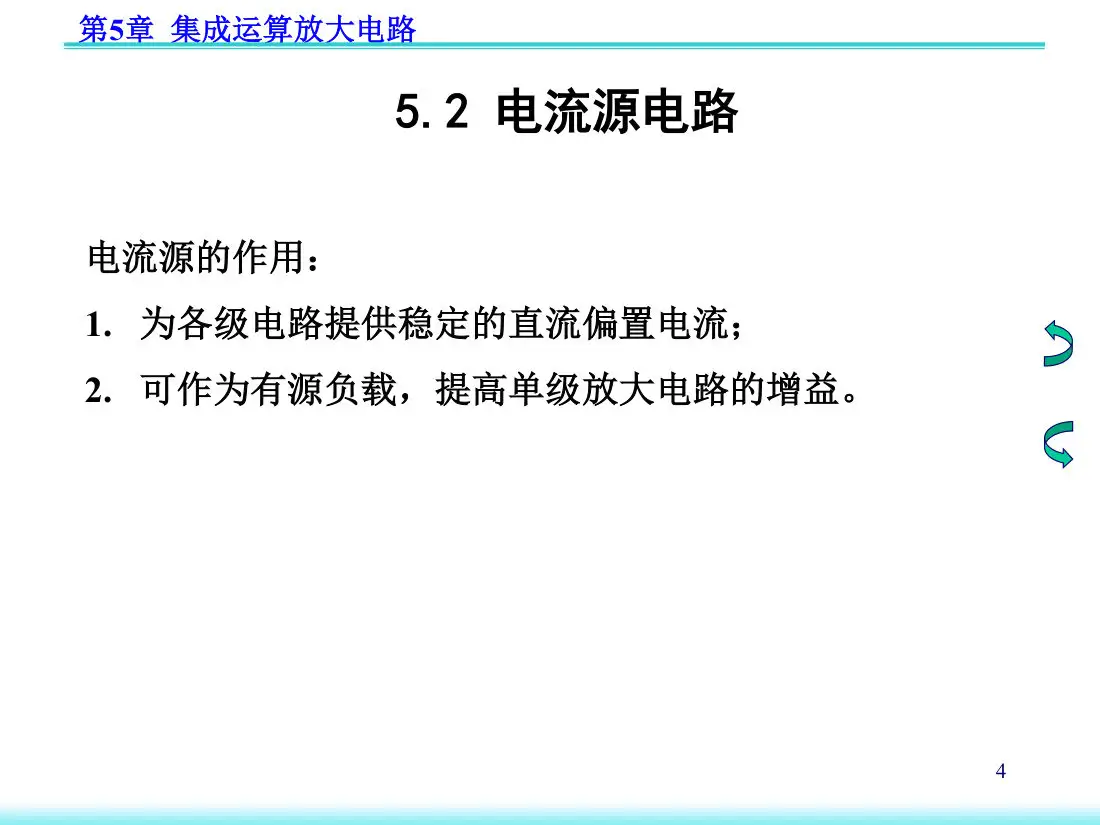 第5章 集成运算放大电路
5.2 电流源电路
电流源的作用：
1. 为各级电路提供稳定的直流偏置电流；
2. 可作为有源负载，提高单级放大电路的增益。
4